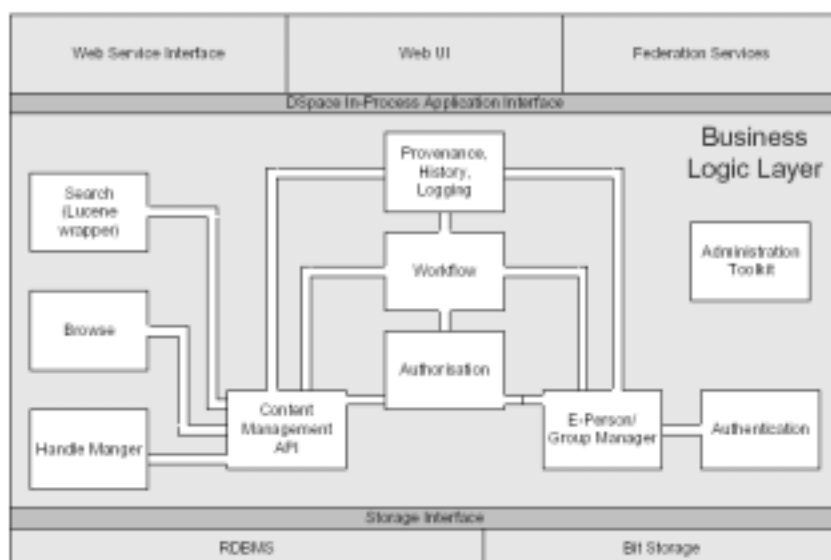 Web Service Interface
Web UI
Federation Services
DSpace In-Process Application Interface
Business
Logic Layer
Provenance,
History,
Logging
Search
(Lucene
wrapper)
Workflow
Administration
Toolkit
Browse
Authorisation
Content
Management
API
E-Person/
Group Manager
Authentication
Handle Manger
Storage Interface
RDBMS
Bit Storage